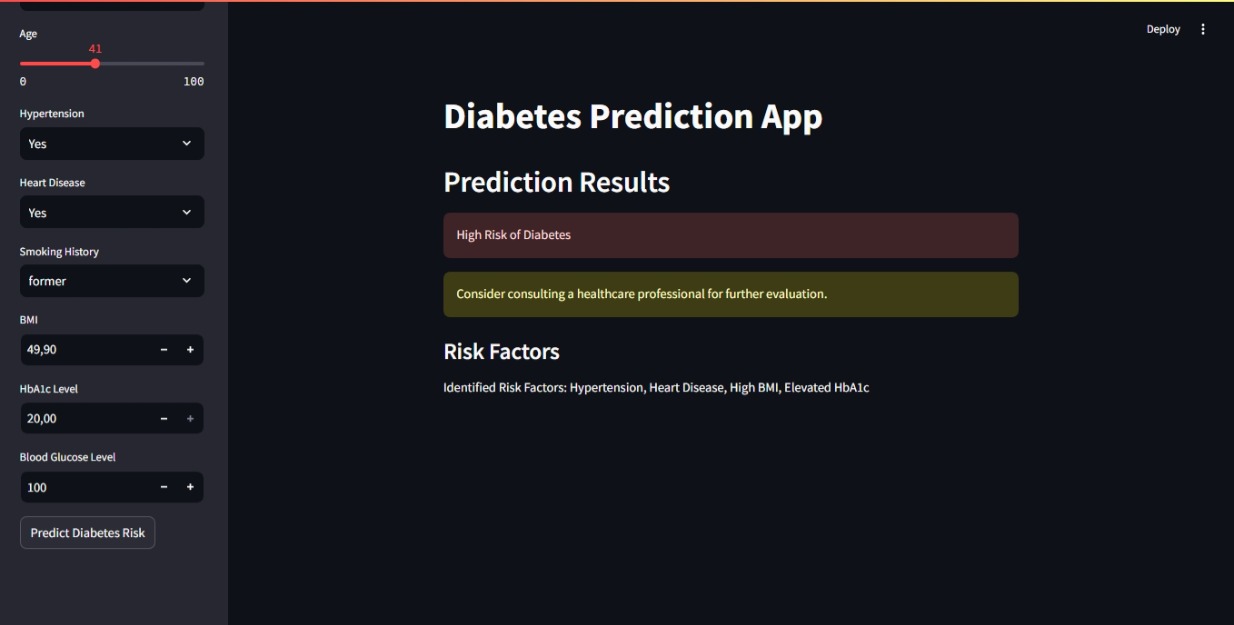 Age
41
0 100
Hypertension
Yes
Heart Disease
Yes
Smoking History
former
BMI
49,90
HbA1c Level
20,00
Blood Glucose Level
100
Predict Diabetes Risk
Deploy
Diabetes Prediction App
Prediction Results
High Risk of Diabetes
Consider consulting a healthcare professional for further evaluation.
Risk Factors
Identified Risk Factors: Hypertension, Heart Disease, High BMI, Elevated HbA1c